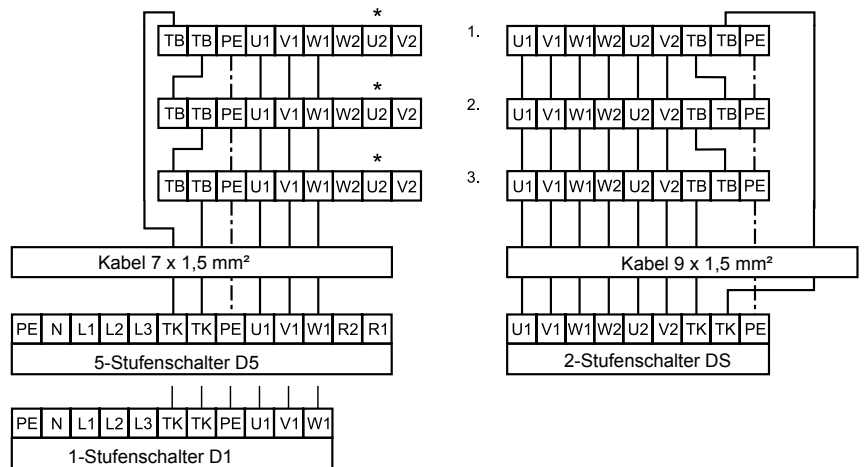 *
TB TB PE U1 V1 W1 W2 U2 V2
1.
U1 V1 W1 W2 U2 V2 TB TB PE
*
TB TB PE U1 V1 W1 W2 U2 V2
2.
U1 V1 W1 W2 U2 V2 TB TB PE
*
TB TB PE U1 V1 W1 W2 U2 V2
3.
U1 V1 W1 W2 U2 V2 TB TB PE
Kabel 7 x 1,5 mm²
Kabel 9 x 1,5 mm²
PE N L1 L2 L3 TK TK PE U1 V1 W1 R2 R1
U1 V1 W1 W2 U2 V2 TK TK PE
5-Stufenschalter D5
2-Stufenschalter DS
PE N L1 L2 L3 TK TK PE U1 V1 W1
1-Stufenschalter D1